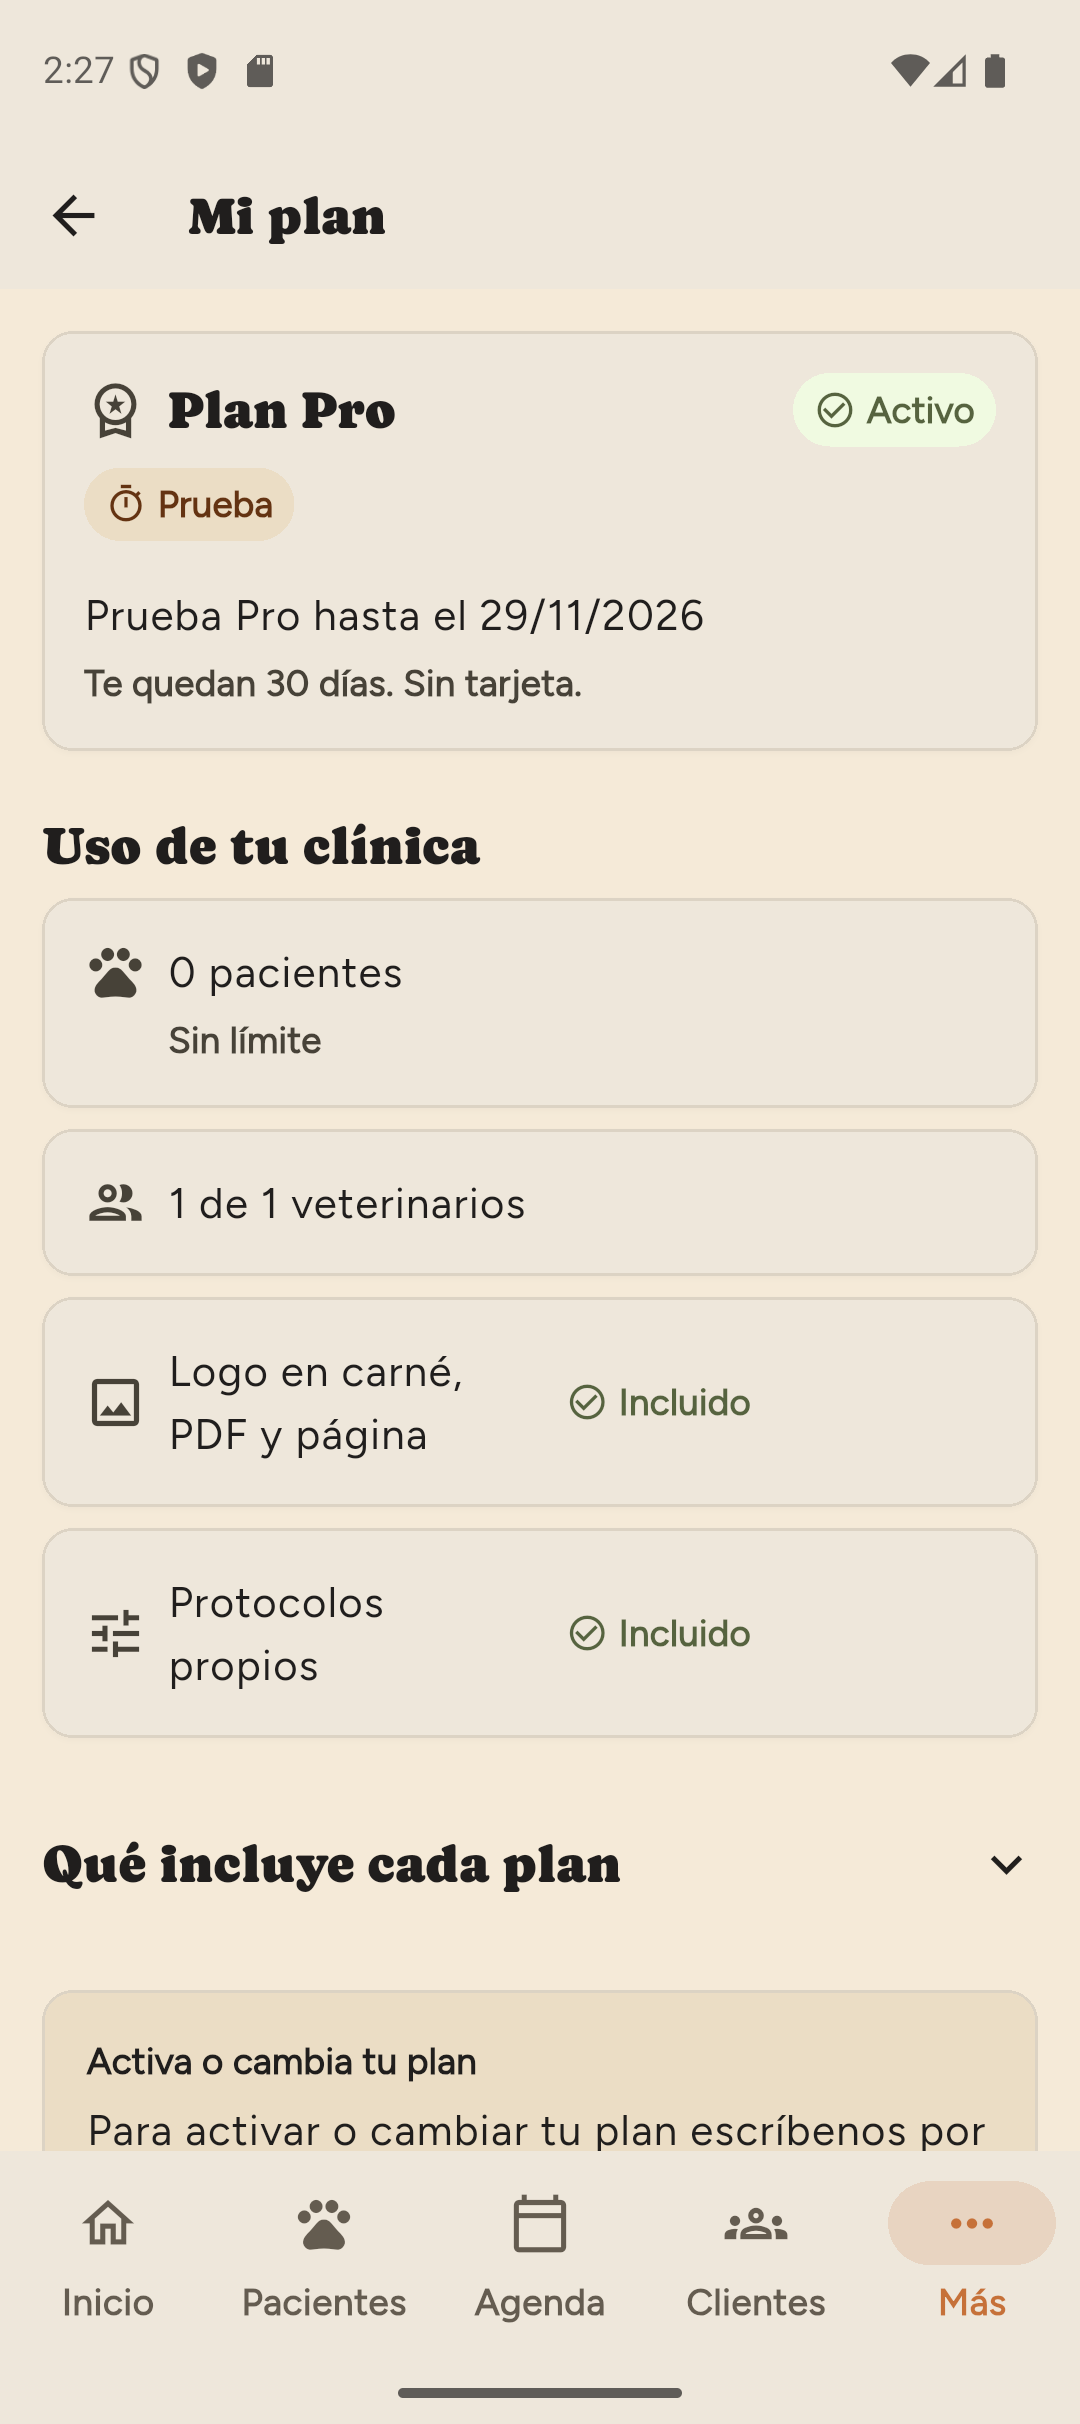 2:27
Mi plan
Plan Pro
Activo
Prueba
Prueba Pro hasta el 29/11/2026
Te quedan 30 días. Sin tarjeta.
Uso de tu clínica
0 pacientes
Sin límite
1 de 1 veterinarios
Logo en carné,
PDF y página
Incluido
Protocolos
propios
Incluido
Qué incluye cada plan
Activa o cambia tu plan
Para activar o cambiar tu plan escríbenos por
Inicio
Pacientes
Agenda
Clientes
Más